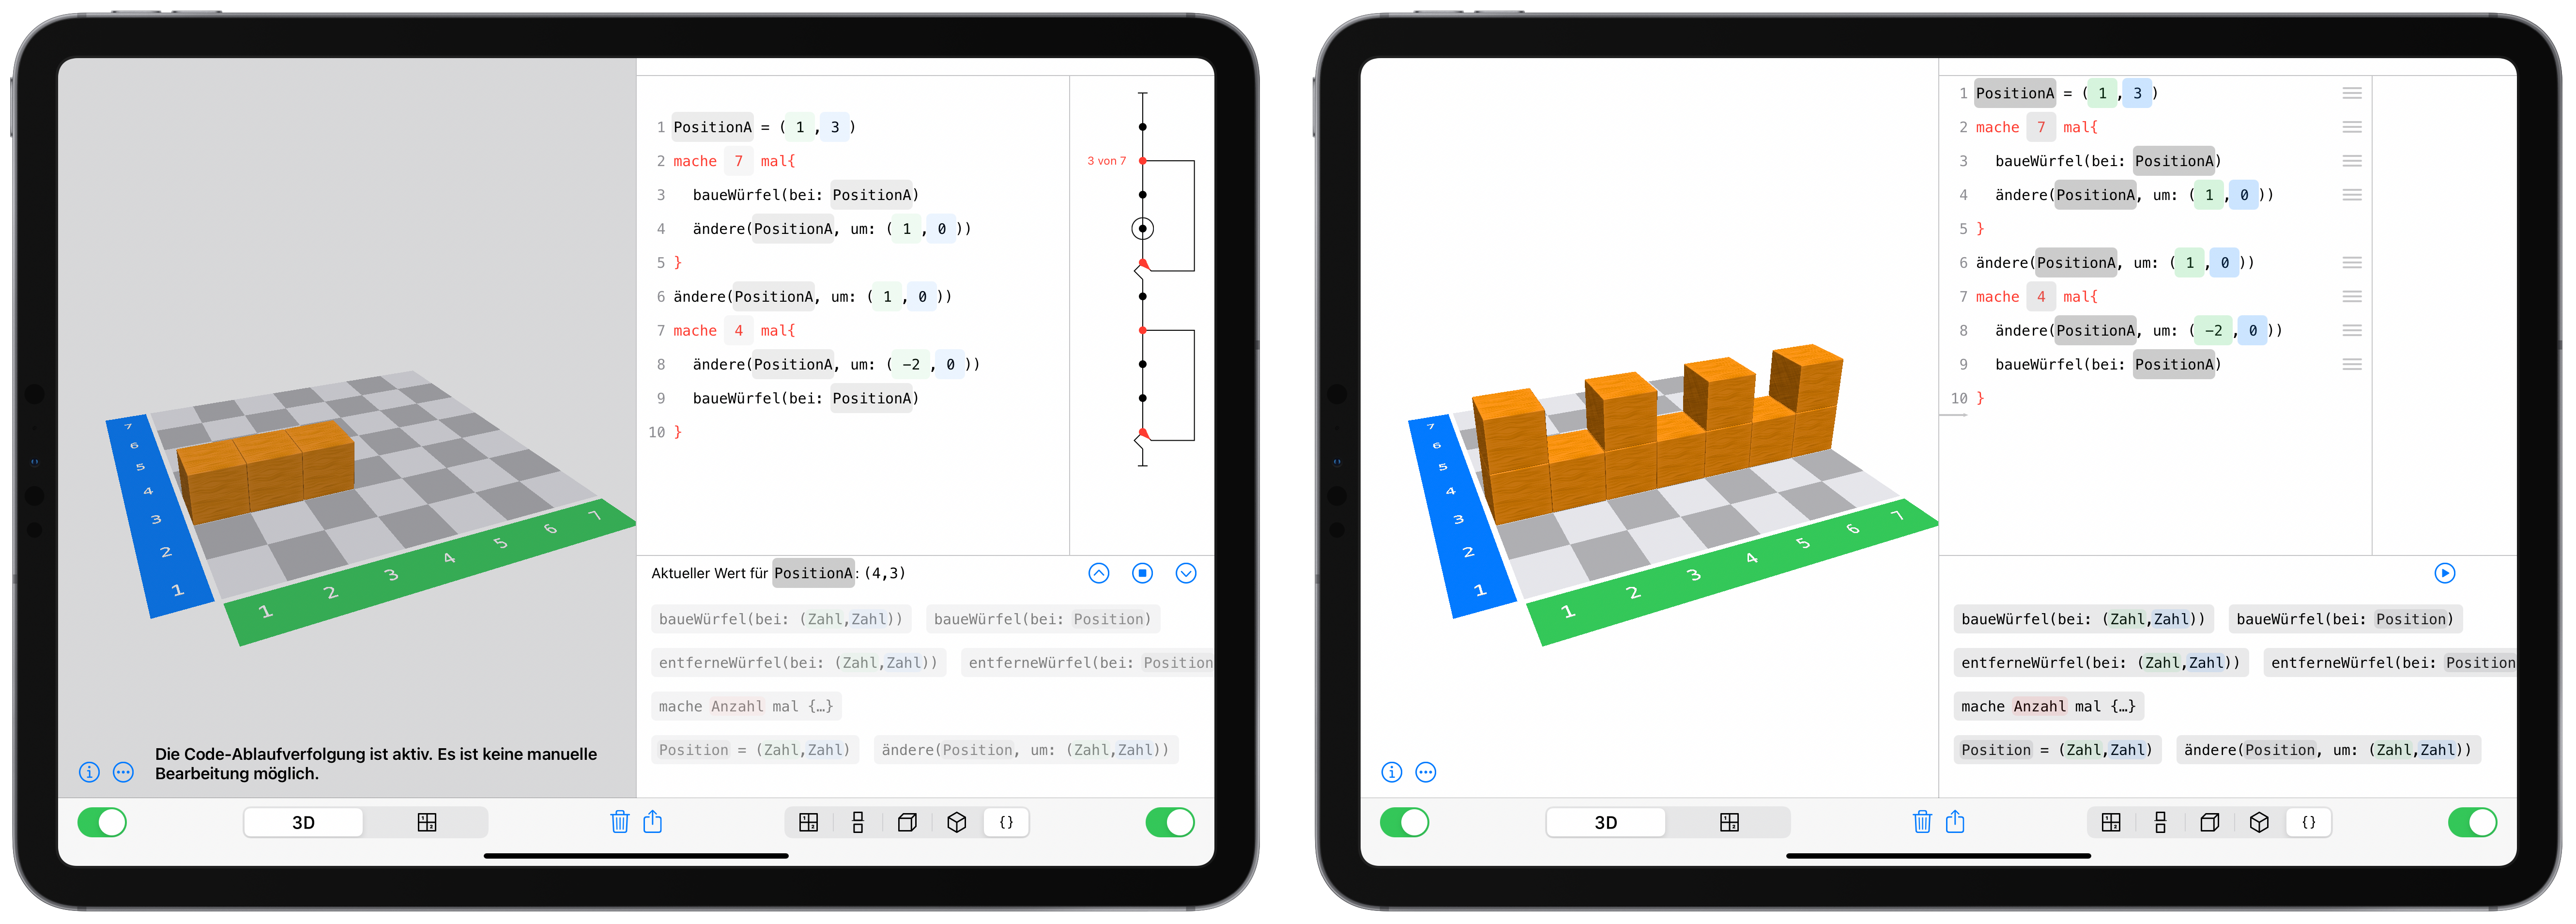 1 PositionA = ( 1 , 3 )
2 mache 7 mal{
3 baueWürfel(bei: PositionA)
4 ändere(PositionA, um: ( 1 , 0 ))
5 }
6 ändere(PositionA, um: ( 1 , 0 ))
7 mache 4 mal{
8 ändere(PositionA, um: ( -2 , 0 ))
9 baueWürfel(bei: PositionA)
10 }
3 von 7
7
6
5
4
3
2
1
1 2 3 4 5 6 7
Aktueller Wert für PositionA: (4,3)
baueWürfel(bei: (Zahl,Zahl)) baueWürfel(bei: Position)
entferneWürfel(bei: (Zahl,Zahl)) entferneWürfel(bei: Position
mache Anzahl mal {…}
Position = (Zahl,Zahl) ändere(Position, um: (Zahl,Zahl))
Die Code-Ablaufverfolgung ist aktiv. Es ist keine manuelle
Bearbeitung möglich.
3D {}
1 PositionA = ( 1 , 3 )
2 mache 7 mal{
3 baueWürfel(bei: PositionA)
4 ändere(PositionA, um: ( 1 , 0 ))
5 }
6 ändere(PositionA, um: ( 1 , 0 ))
7 mache 4 mal{
8 ändere(PositionA, um: ( -2 , 0 ))
9 baueWürfel(bei: PositionA)
10 }
7
6
5
4
3
2
1
1 2 3 4 5 6 7
baueWürfel(bei: (Zahl,Zahl)) baueWürfel(bei: Position)
entferneWürfel(bei: (Zahl,Zahl)) entferneWürfel(bei: Position
mache Anzahl mal {…}
Position = (Zahl,Zahl) ändere(Position, um: (Zahl,Zahl))
3D {}